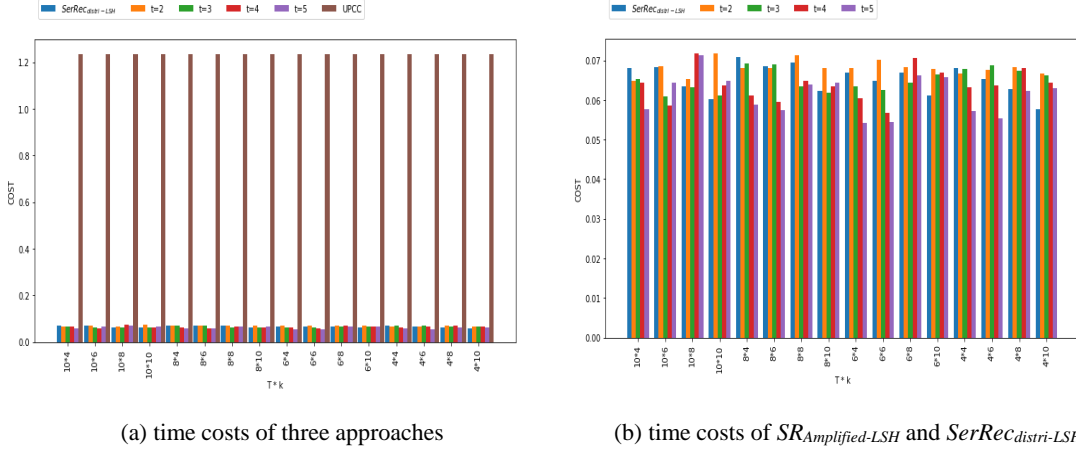 SerRec distri-LSH t=2 t=3 t=4 t=5 UPCC
COST
1.2
1.0
0.8
0.6
0.4
0.2
0.0
10*4 10*6 10*8 10*10 8*4 8*6 8*8 8*10 6*4 6*6 6*8 6*10 4*4 4*6 4*8 4*10
T * k
(a) time costs of three approaches
SerRec distri-LSH t=2 t=3 t=4 t=5
COST
0.07
0.06
0.05
0.04
0.03
0.02
0.01
0.00
10*4 10*6 10*8 10*10 8*4 8*6 8*8 8*10 6*4 6*6 6*8 6*10 4*4 4*6 4*8 4*10
T * k
(b) time costs of SRAmplified-LSH and SerRecdistri-LSH